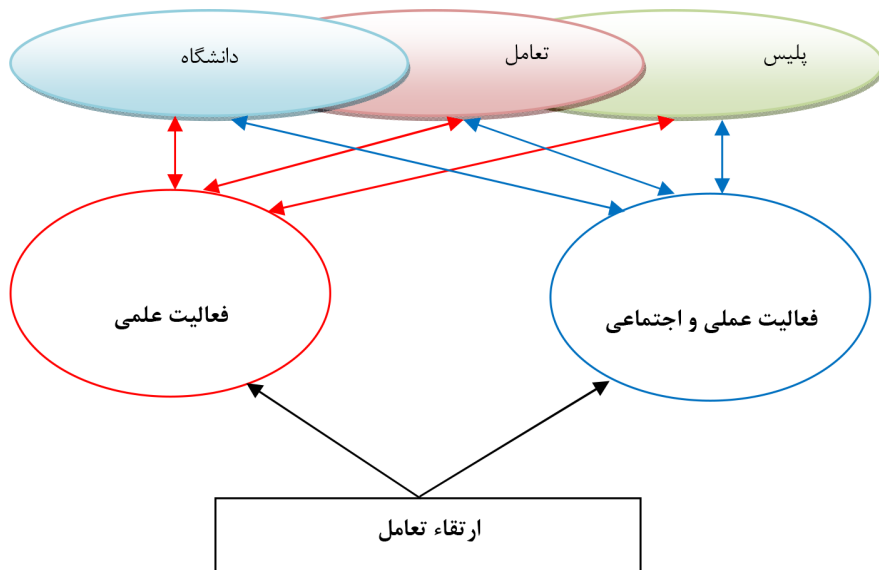 پلیس
تعامل
دانشگاه
فعالیت عملی و اجتماعی
فعالیت علمی
ارتقاء تعامل